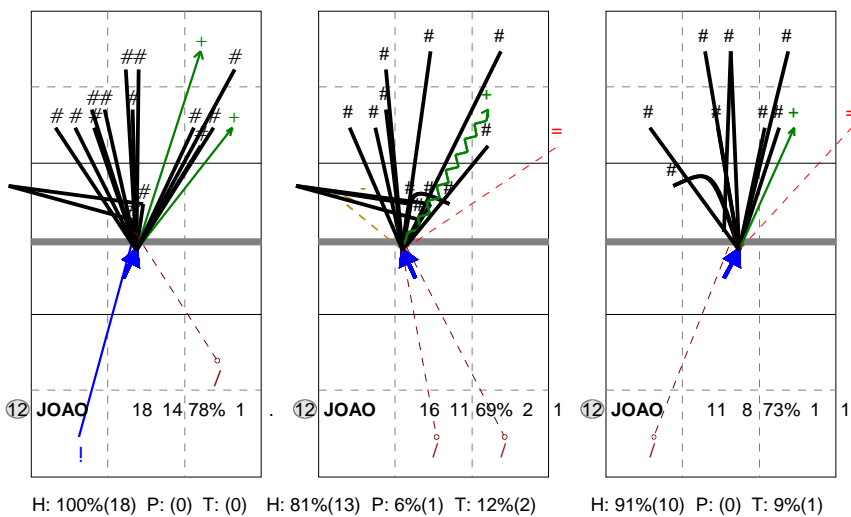 12 JOAO 18 14 78% 1 .
12 JOAO 16 11 69% 2 1
12 JOAO 11 8 73% 1 1
H: 100%(18) P: (0) T: (0)
H: 81%(13) P: 6%(1) T: 12%(2)
H: 91%(10) P: (0) T: 9%(1)